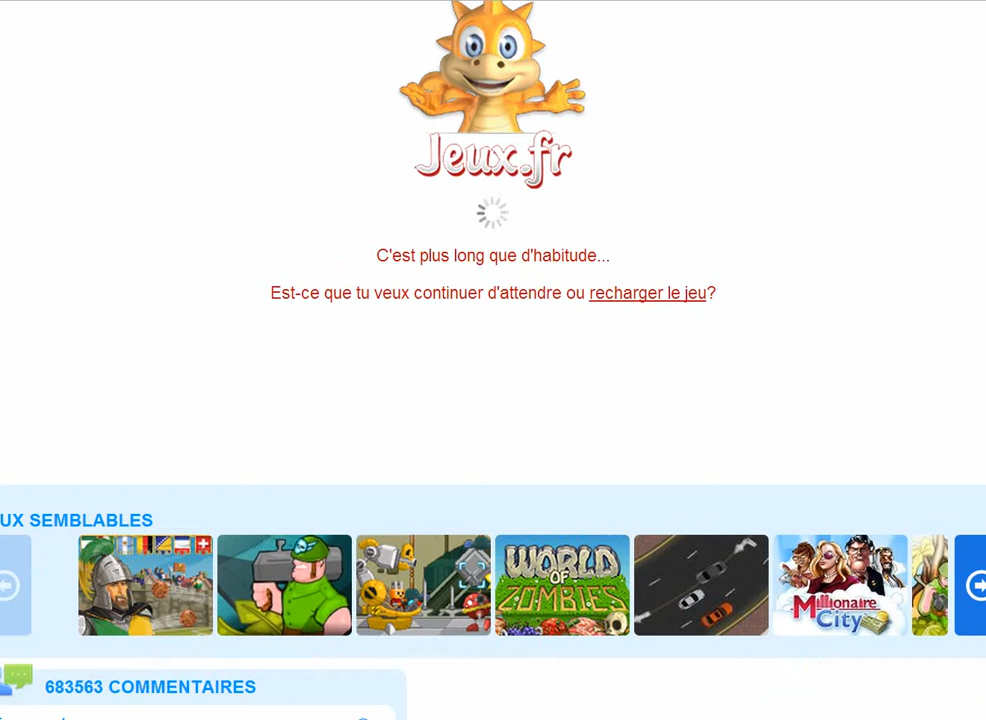 Jeux.fr
C'est plus long que d'habitude...
Est-ce que tu veux continuer d'attendre ou recharger le jeu?
UX SEMBLABLES
WORLD
OF
ZOMBIES
Millionaire
City
683563 COMMENTAIRES